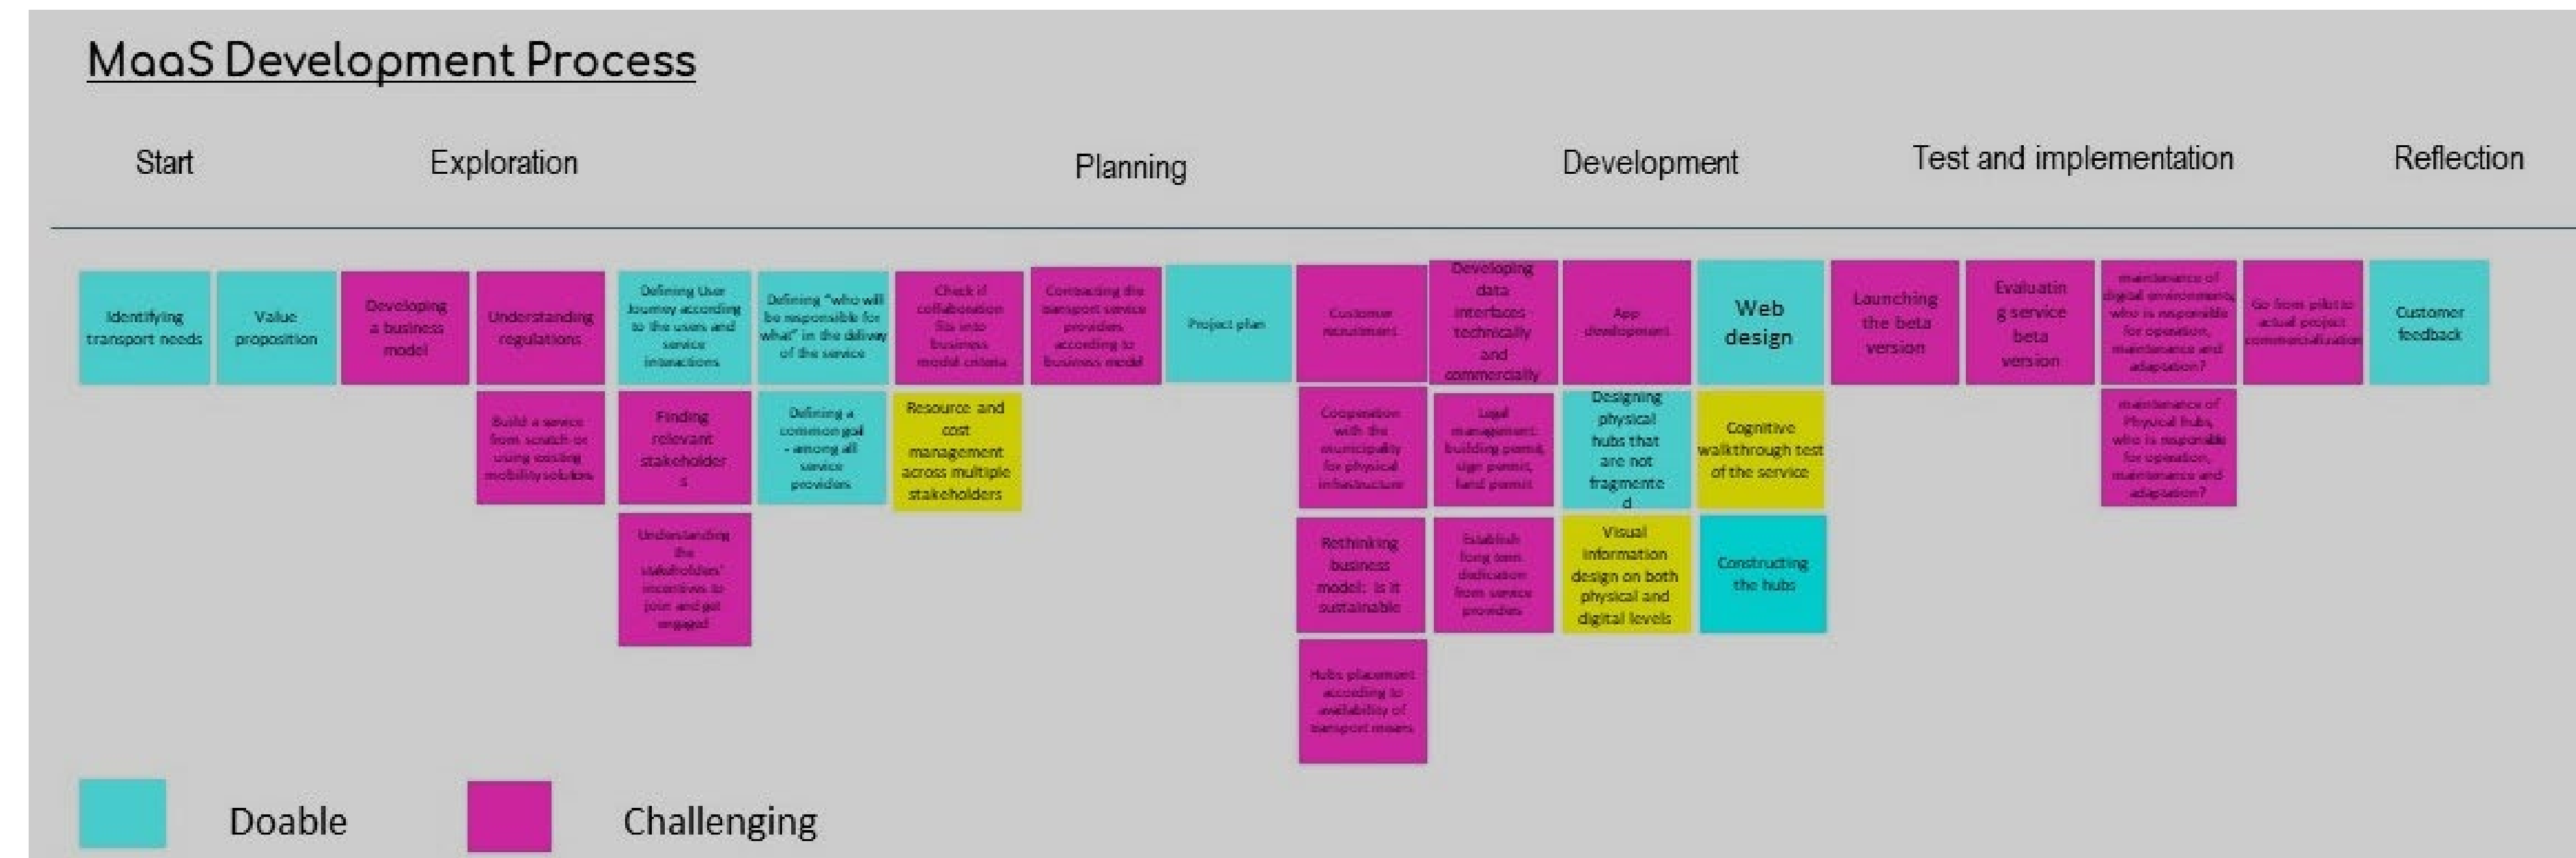 MaaS Development Process
Start
Exploration
Planning
Development
Test and implementation
Reflection
Identifying
transport needs
Value
proposition
Developing
a business
model
Understanding
regulations
Defining User
Journey according
to the users and
service
interactions
Defining "who will
be responsible for
what" in the delivery
of the service
Check if
collaboration
fits into
business
model criteria
Contracting the
transport service
providers
according to
business model
Project plan
Customer
recruitment
Developing
data
interfaces
technically
and
commercially
App
development
Web
design
Launching
the beta
version
Evaluatin
g service
beta
version
maintenance of
digital environments,
who is responsible
for operation,
maintenance and
adaptation?
Go from pilot to
actual project
commercialization
Customer
feedback
Build a service
from scratch or
using existing
mobility solutions
Finding
relevant
stakeholder
s
Defining a
common goal
- among all
service
providers
Resource and
cost
management
across multiple
stakeholders
Cooperation
with the
municipality
for physical
infrastructure
Legal
management:
building permit,
sign permit,
land permit
Designing
physical
hubs that
are not
fragmente
d
Cognitive
walkthrough test
of the service
maintenance of
Physical hubs,
who is responsible
for operation,
maintenance and
adaptation?
Understanding
the
stakeholders'
incentives to
join and get
engaged
Rethinking
business
model: is it
sustainable
Establish
long term
dedication
from service
providers
Visual
information
design on both
physical and
digital levels
Constructing
the hubs
Hubs placement
according to
availability of
transport means
Doable
Challenging